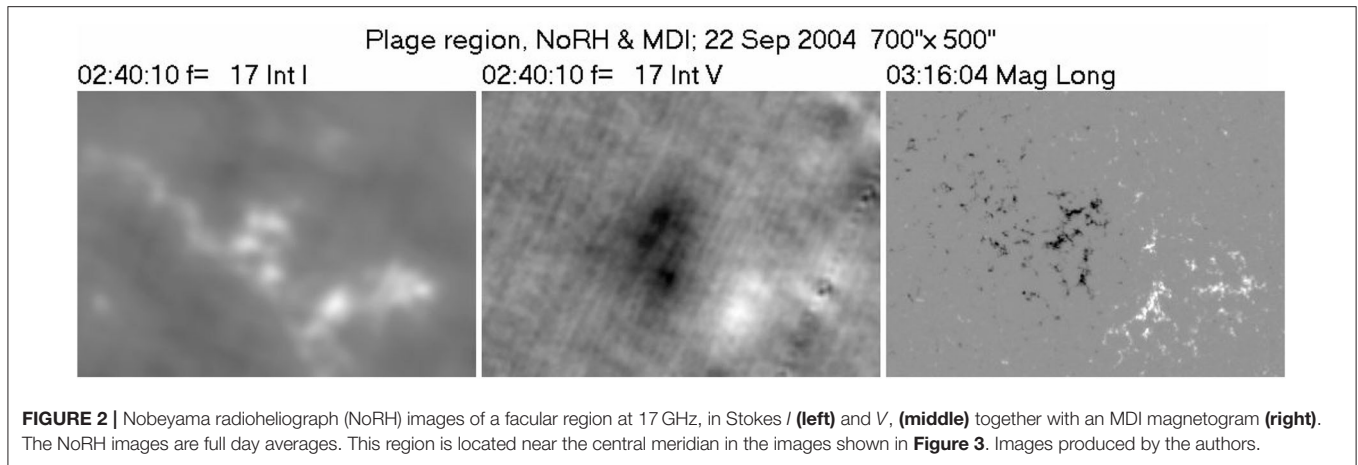 Plage region, NoRH & MDI; 22 Sep 2004 700"x 500"
02:40:10 f= 17 Int I
02:40:10 f= 17 Int V
03:16:04 Mag Long
FIGURE 2 | Nobeyama radioheliograph (NoRH) images of a facular region at 17 GHz, in Stokes I (left) and V, (middle) together with an MDI magnetogram (right).
The NoRH images are full day averages. This region is located near the central meridian in the images shown in Figure 3. Images produced by the authors.